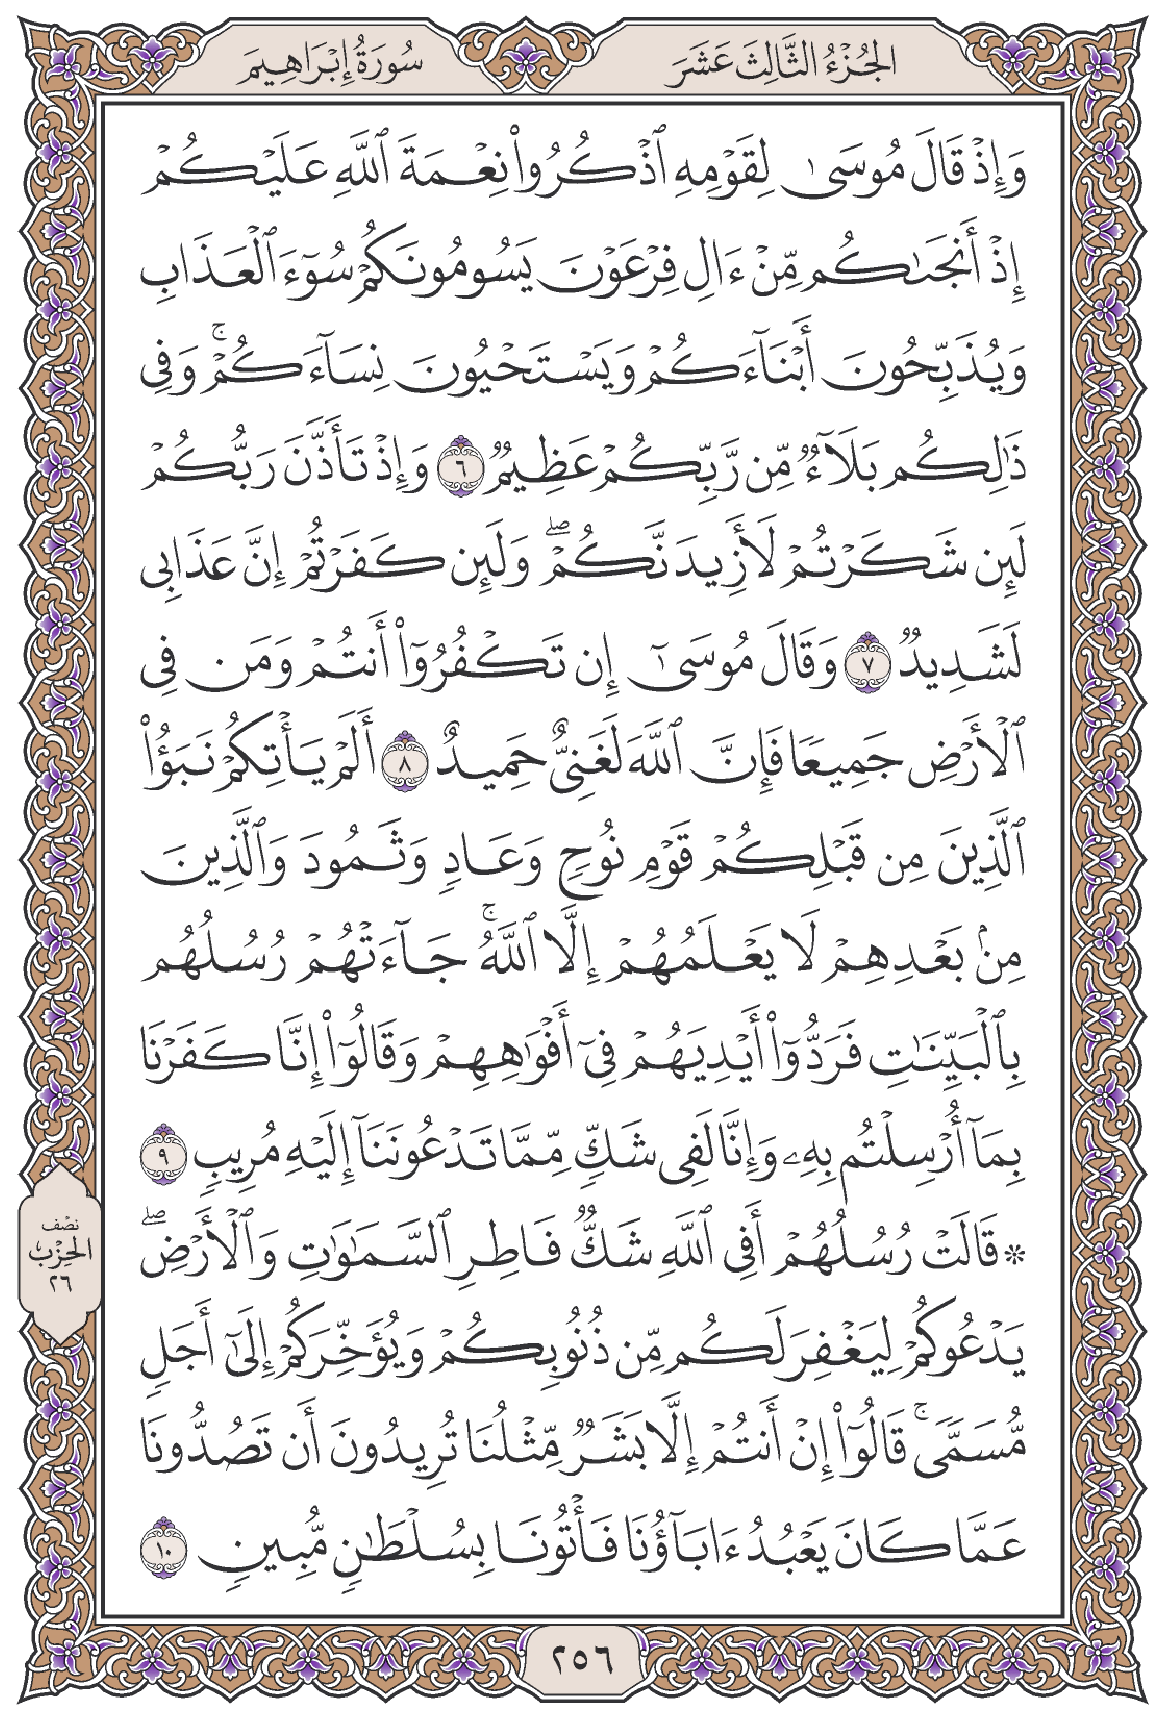 الجُزْءُ الثَّالِثَ عَشَرَ
سُورَةُ إِبْرَاهِيمَ
وَإِذۡ قَالَ مُوسَىٰ لِقَوۡمِهِ ٱذۡكُرُواْ نِعۡمَةَ ٱللَّهِ عَلَيۡكُمۡ
إِذۡ أَنجَىٰكُم مِّنۡ ءَالِ فِرۡعَوۡنَ يَسُومُونَكُمۡ سُوٓءَ ٱلۡعَذَابِ
وَيُذَبِّحُونَ أَبۡنَآءَكُمۡ وَيَسۡتَحۡيُونَ نِسَآءَكُمۡۚ وَفِي
ذَٰلِكُم بَلَآءٞ مِّن رَّبِّكُمۡ عَظِيمٞ ٦ وَإِذۡ تَأَذَّنَ رَبُّكُمۡ
لَئِن شَكَرۡتُمۡ لَأَزِيدَنَّكُمۡۖ وَلَئِن كَفَرۡتُمۡ إِنَّ عَذَابِي
لَشَدِيدٞ ٧ وَقَالَ مُوسَىٰٓ إِن تَكۡفُرُوٓاْ أَنتُمۡ وَمَن فِي
ٱلۡأَرۡضِ جَمِيعٗا فَإِنَّ ٱللَّهَ لَغَنِيٌّ حَمِيدٌ ٨ أَلَمۡ يَأۡتِكُمۡ نَبَؤُاْ
ٱلَّذِينَ مِن قَبۡلِكُمۡ قَوۡمِ نُوحٖ وَعَادٖ وَثَمُودَ وَٱلَّذِينَ
مِنۢ بَعۡدِهِمۡ لَا يَعۡلَمُهُمۡ إِلَّا ٱللَّهُۚ جَآءَتۡهُمۡ رُسُلُهُم
بِٱلۡبَيِّنَٰتِ فَرَدُّوٓاْ أَيۡدِيَهُمۡ فِيٓ أَفۡوَٰهِهِمۡ وَقَالُوٓاْ إِنَّا كَفَرۡنَا
بِمَآ أُرۡسِلۡتُم بِهِۦ وَإِنَّا لَفِي شَكّٖ مِّمَّا تَدۡعُونَنَآ إِلَيۡهِ مُرِيبٖ ٩
۞ قَالَتۡ رُسُلُهُمۡ أَفِي ٱللَّهِ شَكّٞ فَاطِرِ ٱلسَّمَٰوَٰتِ وَٱلۡأَرۡضِۖ
يَدۡعُوكُمۡ لِيَغۡفِرَ لَكُم مِّن ذُنُوبِكُمۡ وَيُؤَخِّرَكُمۡ إِلَىٰٓ أَجَلٖ
مُّسَمّٗىۚ قَالُوٓاْ إِنۡ أَنتُمۡ إِلَّا بَشَرٞ مِّثۡلُنَا تُرِيدُونَ أَن تَصُدُّونَا
عَمَّا كَانَ يَعۡبُدُ ءَابَآؤُنَا فَأۡتُونَا بِسُلۡطَٰنٖ مُّبِينٖ ١٠
نصف
الحِزْب
٢٦
٢٥٦